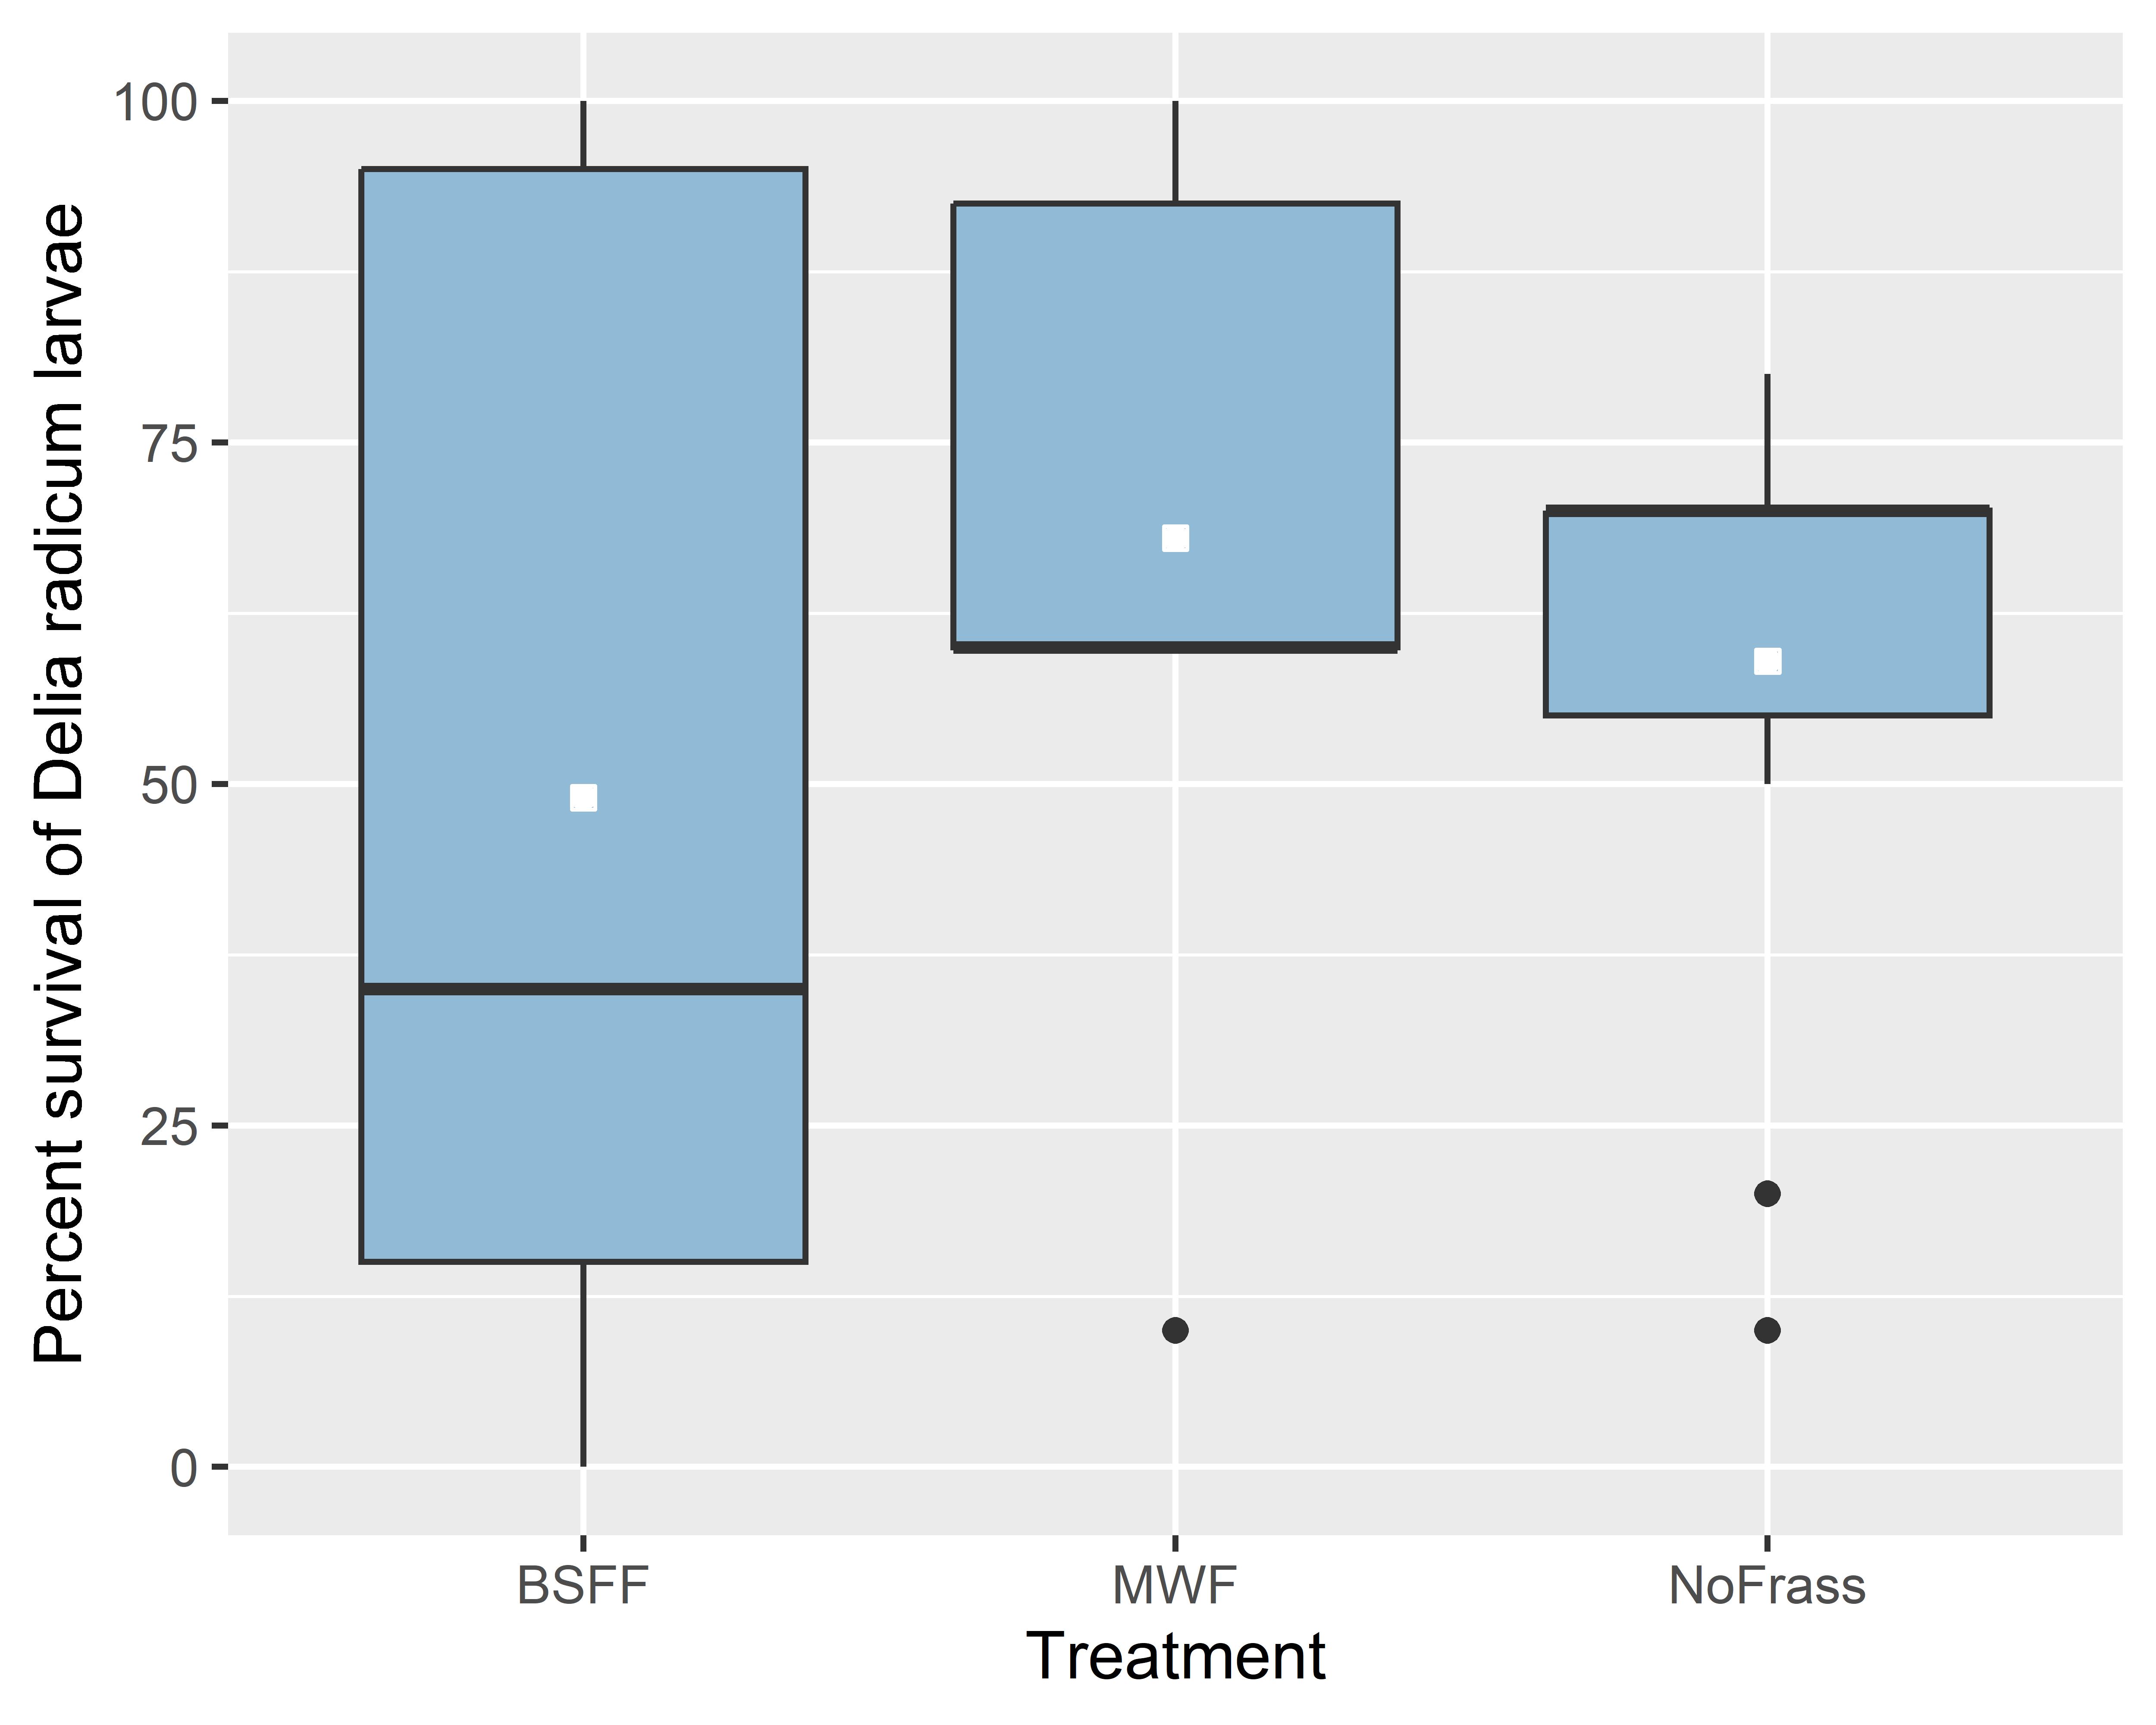 Percent survival of Delia radicum larvae
100
75
50
25
0
BSFF MWF NoFrass
Treatment